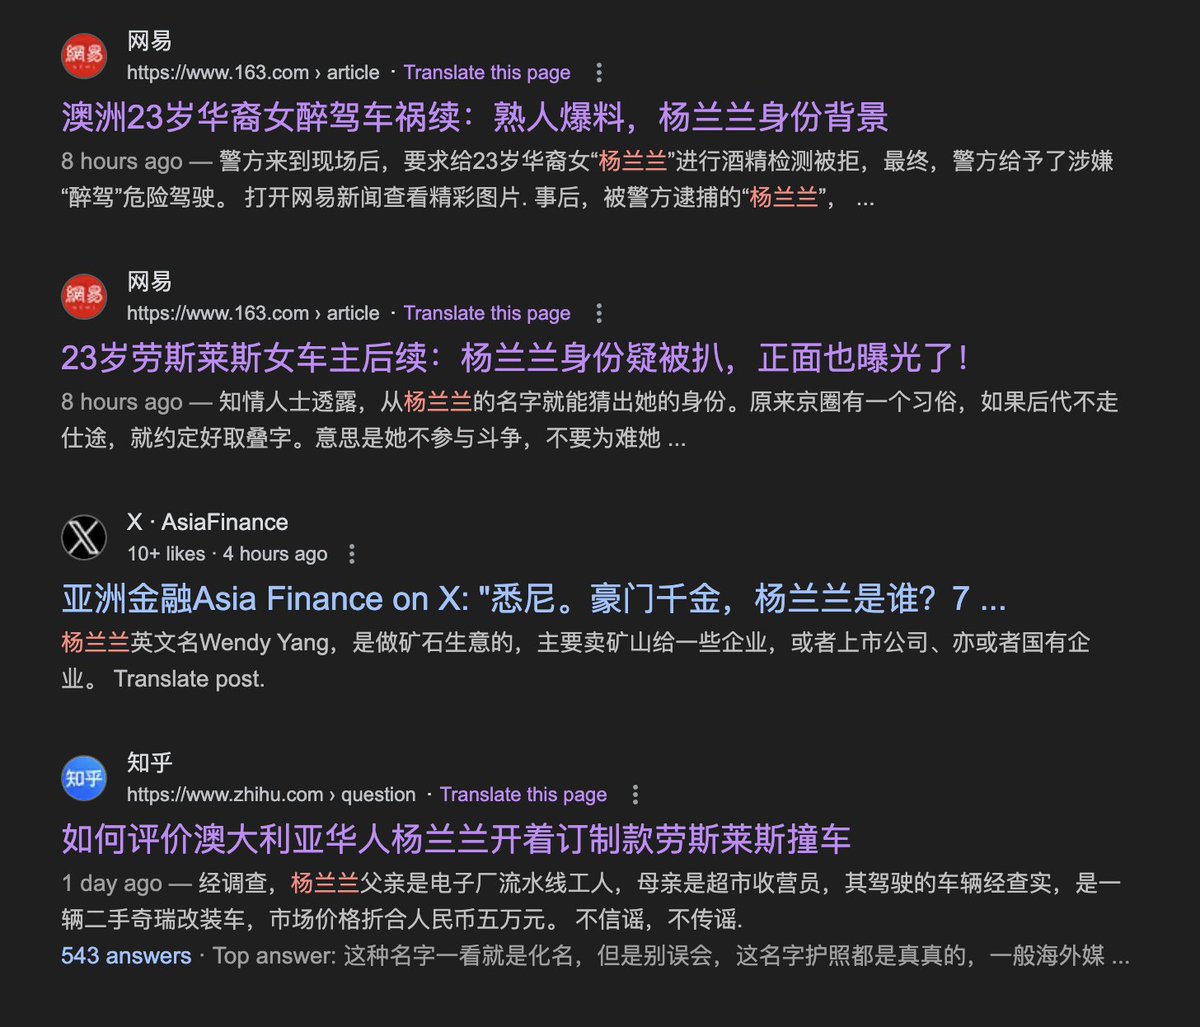 網易
NEWS
网易
https://www.163.com › article · Translate this page
澳洲23岁华裔女醉驾车祸续：熟人爆料，杨兰兰身份背景
8 hours ago — 警方来到现场后，要求给23岁华裔女“杨兰兰”进行酒精检测被拒，最终，警方给予了涉嫌
“醉驾”危险驾驶。 打开网易新闻查看精彩图片. 事后，被警方逮捕的“杨兰兰”， ...
網易
NEWS
网易
https://www.163.com › article · Translate this page
23岁劳斯莱斯女车主后续：杨兰兰身份疑被扒，正面也曝光了！
8 hours ago — 知情人士透露，从杨兰兰的名字就能猜出她的身份。原来京圈有一个习俗，如果后代不走
仕途，就约定好取叠字。意思是她不参与斗争，不要为难她 ...
X · AsiaFinance
10+ likes · 4 hours ago
亚洲金融Asia Finance on X: "悉尼。豪门千金，杨兰兰是谁？7 ...
杨兰兰英文名Wendy Yang，是做矿石生意的，主要卖矿山给一些企业，或者上市公司、亦或者国有企
业。 Translate post.
知乎
知乎
https://www.zhihu.com › question · Translate this page
如何评价澳大利亚华人杨兰兰开着订制款劳斯莱斯撞车
1 day ago — 经调查，杨兰兰父亲是电子厂流水线工人，母亲是超市收营员，其驾驶的车辆经查实，是一
辆二手奇瑞改装车，市场价格折合人民币五万元。 不信谣，不传谣.
543 answers · Top answer: 这种名字一看就是化名，但是别误会，这名字护照都是真真的，一般海外媒 ...